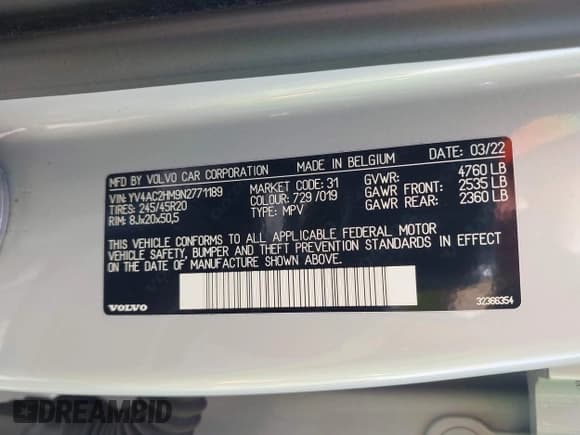 MFD BY VOLVO CAR CORPORATION MADE IN BELGIUM DATE: 03/22
VIN: YV4AC2HM9N2771189 MARKET CODE: 31 GVWR: 4760 LB
TIRES: 245/45R20 COLOUR: 729/019 GAWR FRONT: 2535 LB
RIM: 8Jx20x50,5 TYPE: MPV GAWR REAR: 2360 LB
THIS VEHICLE CONFORMS TO ALL APPLICABLE FEDERAL MOTOR
VEHICLE SAFETY, BUMPER AND THEFT PREVENTION STANDARDS IN EFFECT
ON THE DATE OF MANUFACTURE SHOWN ABOVE.
VOLVO 32366354
DREAMBID